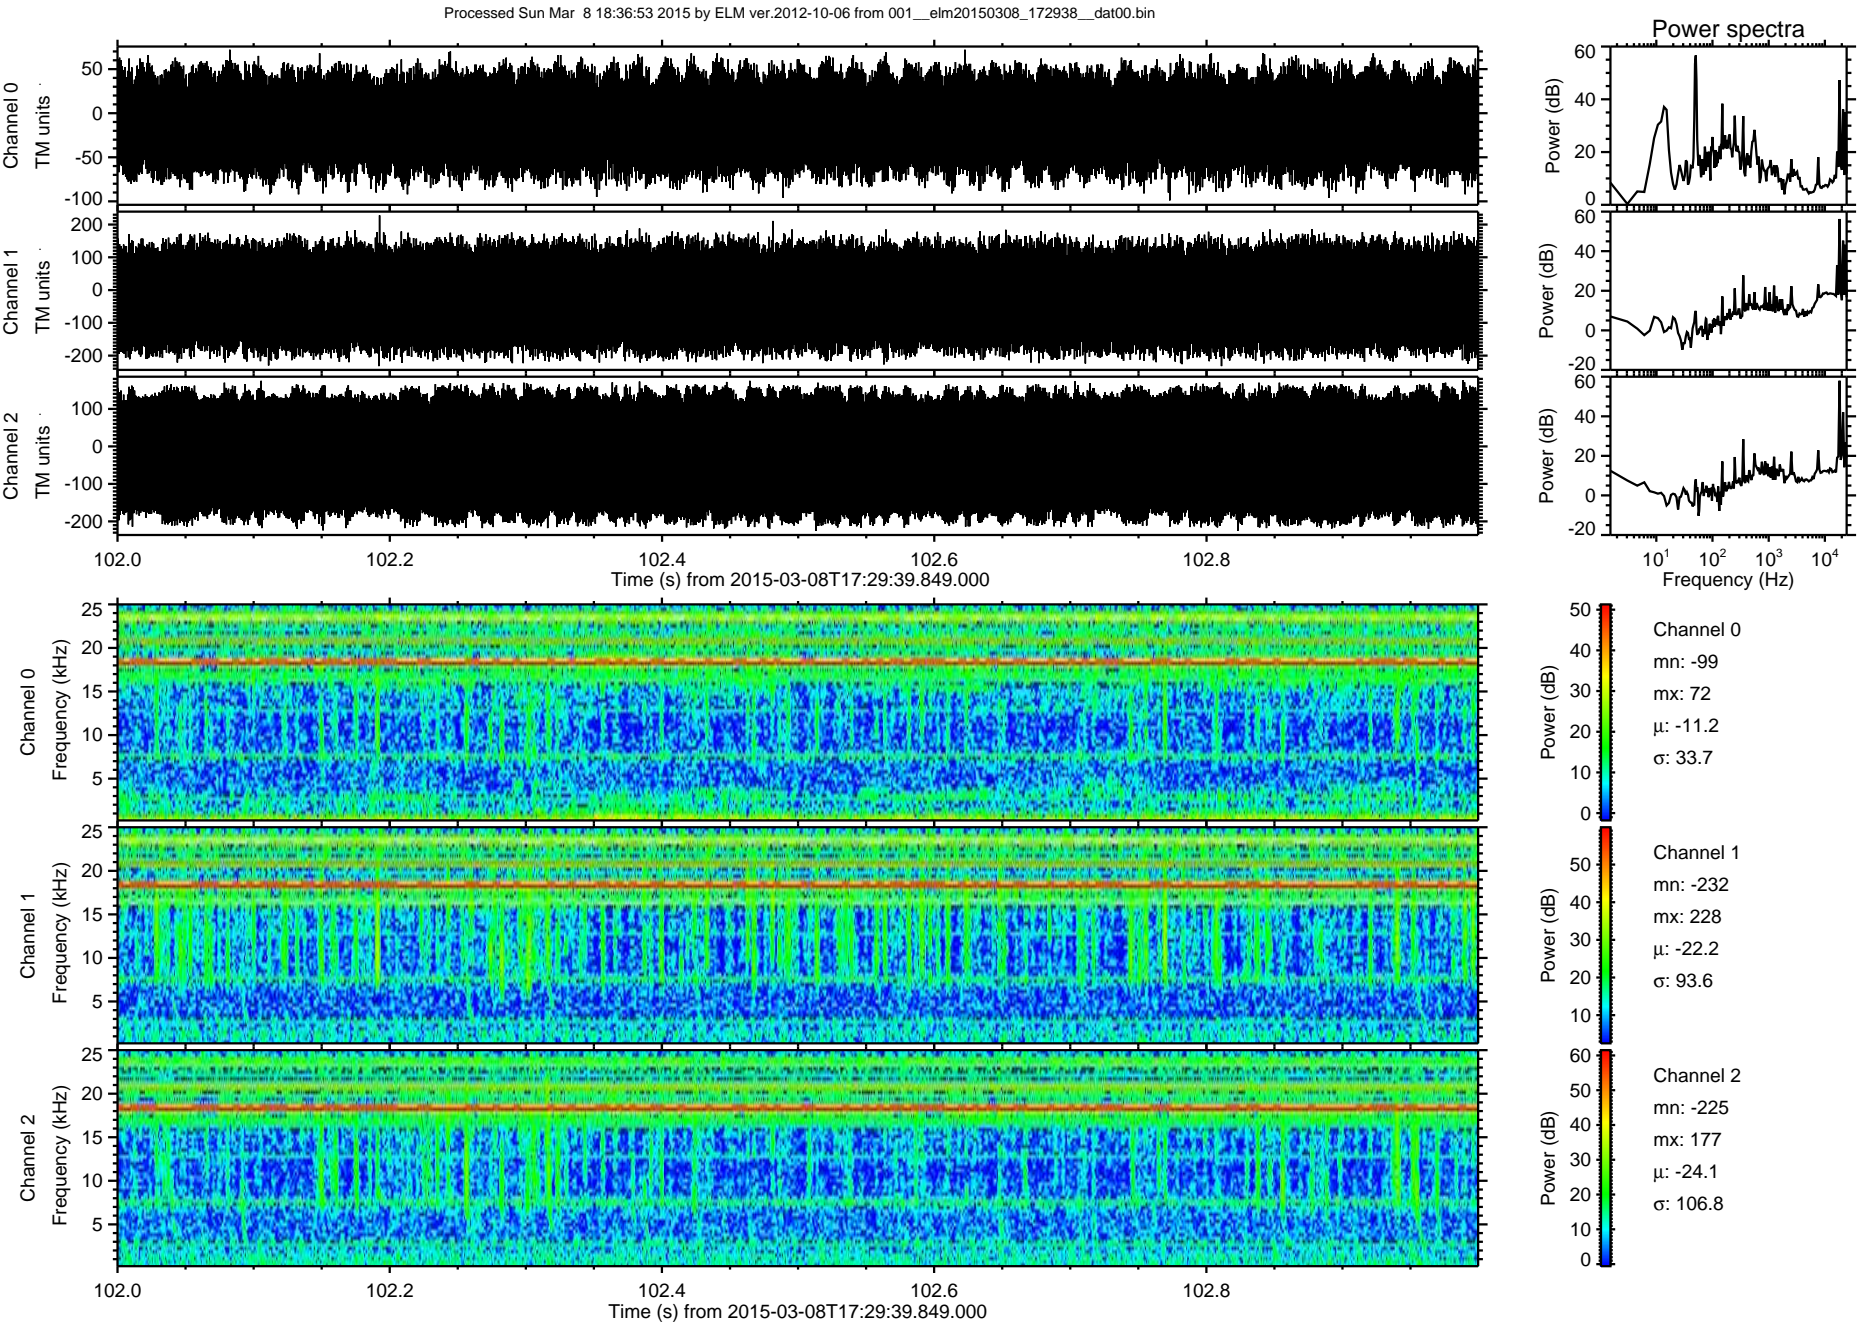 Processed Sun Mar  8 18:36:53 2015 by ELM ver.2012-10-06 from 001__elm20150308_172938__dat00.bin
Power spectra
Channel 0
TM units
50
0
-50
-100
Power (dB)
60
40
20
0
Channel 1
TM units
200
100
0
-100
-200
Power (dB)
60
40
20
0
-20
Channel 2
TM units
100
0
-100
-200
Power (dB)
60
40
20
0
-20
102.0 102.2 102.4 102.6 102.8
Time (s) from 2015-03-08T17:29:39.849.000
10^1 10^2 10^3 10^4
Frequency (Hz)
Channel 0
Frequency (kHz)
25
20
15
10
5
Power (dB)
50
40
30
20
10
0
Channel 0
mn: -99
mx: 72
μ: -11.2
σ: 33.7
Channel 1
Frequency (kHz)
25
20
15
10
5
Power (dB)
50
40
30
20
10
Channel 1
mn: -232
mx: 228
μ: -22.2
σ: 93.6
Channel 2
Frequency (kHz)
25
20
15
10
5
Power (dB)
60
50
40
30
20
10
0
Channel 2
mn: -225
mx: 177
μ: -24.1
σ: 106.8
102.0 102.2 102.4 102.6 102.8
Time (s) from 2015-03-08T17:29:39.849.000